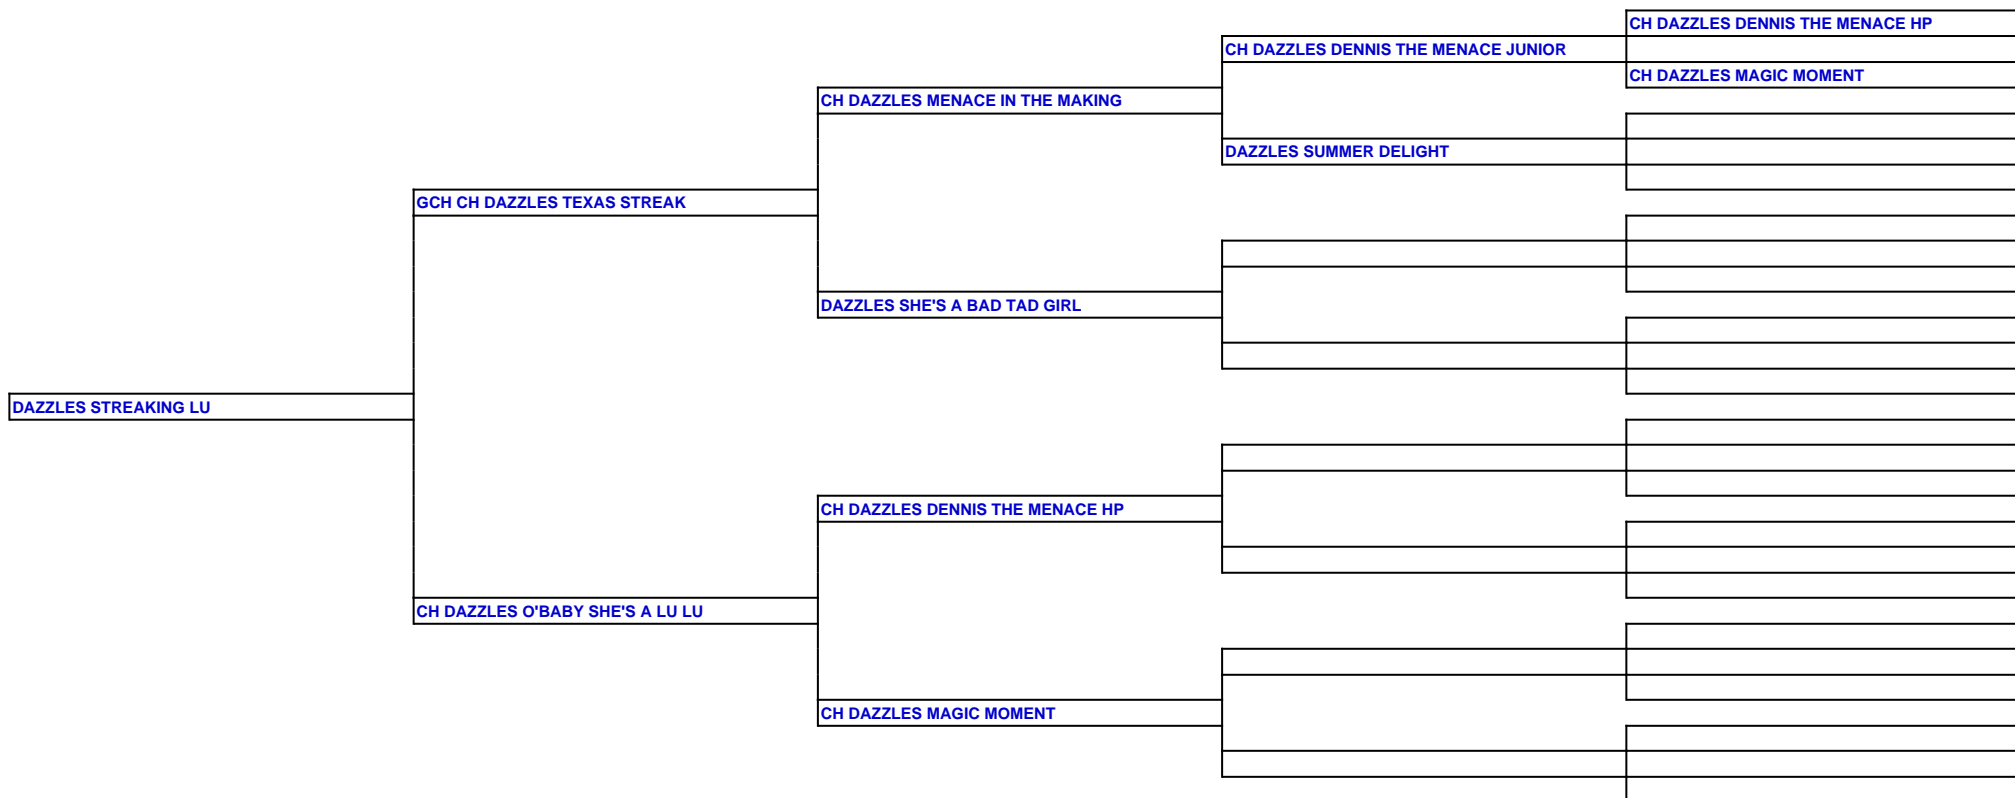 CH DAZZLES DENNIS THE MENACE HP
CH DAZZLES DENNIS THE MENACE JUNIOR
CH DAZZLES MAGIC MOMENT
CH DAZZLES MENACE IN THE MAKING
DAZZLES SUMMER DELIGHT
GCH CH DAZZLES TEXAS STREAK
DAZZLES SHE'S A BAD TAD GIRL
DAZZLES STREAKING LU
CH DAZZLES DENNIS THE MENACE HP
CH DAZZLES O'BABY SHE'S A LU LU
CH DAZZLES MAGIC MOMENT